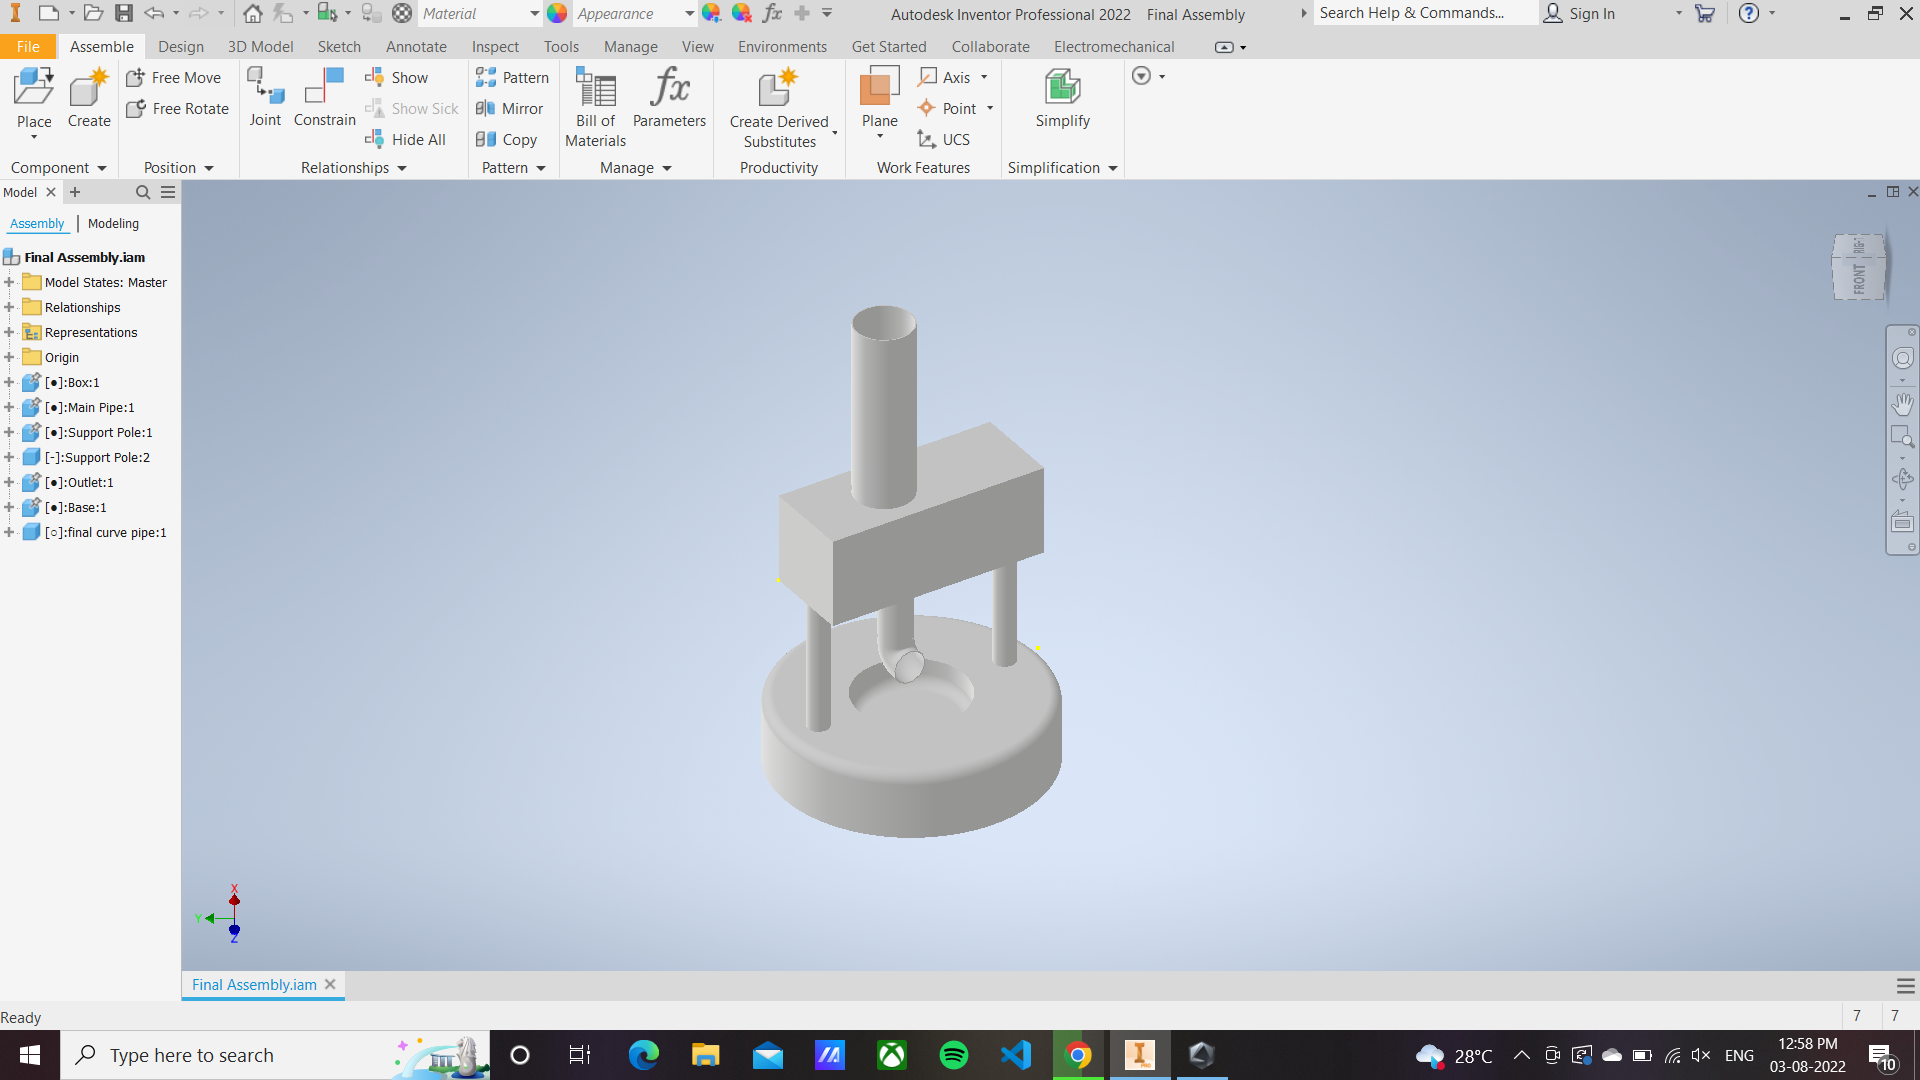 Material
Appearance
Autodesk Inventor Professional 2022 Final Assembly
Search Help & Commands...
Sign In
File
Assemble
Design
3D Model
Sketch
Annotate
Inspect
Tools
Manage
View
Environments
Get Started
Collaborate
Electromechanical
Place
Create
Free Move
Free Rotate
Joint
Constrain
Show
Show Sick
Hide All
Pattern
Mirror
Copy
Bill of
Materials
Parameters
Create Derived
Substitutes
Plane
Axis
Point
UCS
Simplify
Component
Position
Relationships
Pattern
Manage
Productivity
Work Features
Simplification
Model
Assembly
Modeling
Final Assembly.iam
Model States: Master
Relationships
Representations
Origin
[●]:Box:1
[●]:Main Pipe:1
[●]:Support Pole:1
[-]:Support Pole:2
[●]:Outlet:1
[●]:Base:1
[○]:final curve pipe:1
FRONT
X
Y
Z
Final Assembly.iam
Ready
7
7
Type here to search
28°C
ENG
12:58 PM
03-08-2022
10